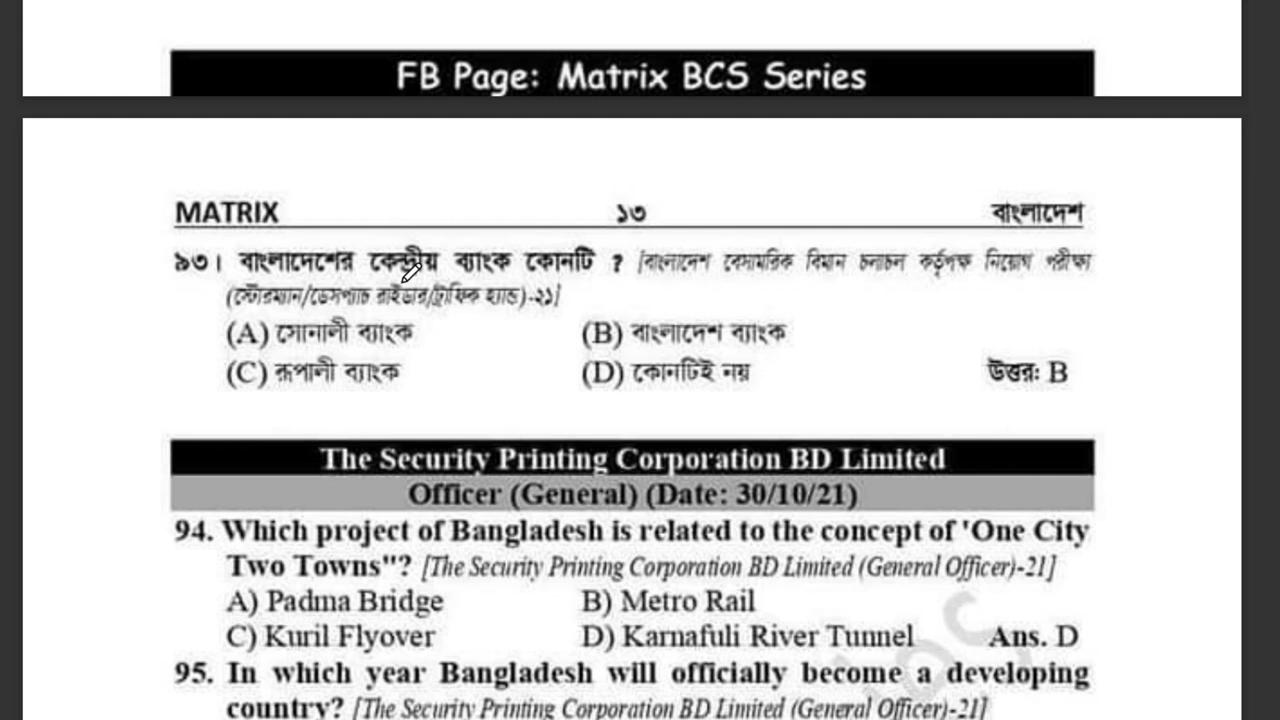 FB Page: Matrix BCS Series
MATRIX ১৩ বাংলাদেশ
৯৩। বাংলাদেশের কেন্দ্রীয় ব্যাংক কোনটি ? [বাংলাদেশ বেসামরিক বিমান চলাচল কর্তৃপক্ষ নিয়োগ পরীক্ষা
(স্টোরম্যান/ডেসপ্যাচ রাইডার/ট্রাফিক হ্যান্ড)-২১]
(A) সোনালী ব্যাংক (B) বাংলাদেশ ব্যাংক
(C) রূপালী ব্যাংক (D) কোনটিই নয় উত্তর: B
The Security Printing Corporation BD Limited
Officer (General) (Date: 30/10/21)
94. Which project of Bangladesh is related to the concept of 'One City
Two Towns"? [The Security Printing Corporation BD Limited (General Officer)-21]
A) Padma Bridge B) Metro Rail
C) Kuril Flyover D) Karnafuli River Tunnel Ans. D
95. In which year Bangladesh will officially become a developing
country? [The Security Printing Corporation BD Limited (General Officer)-21]